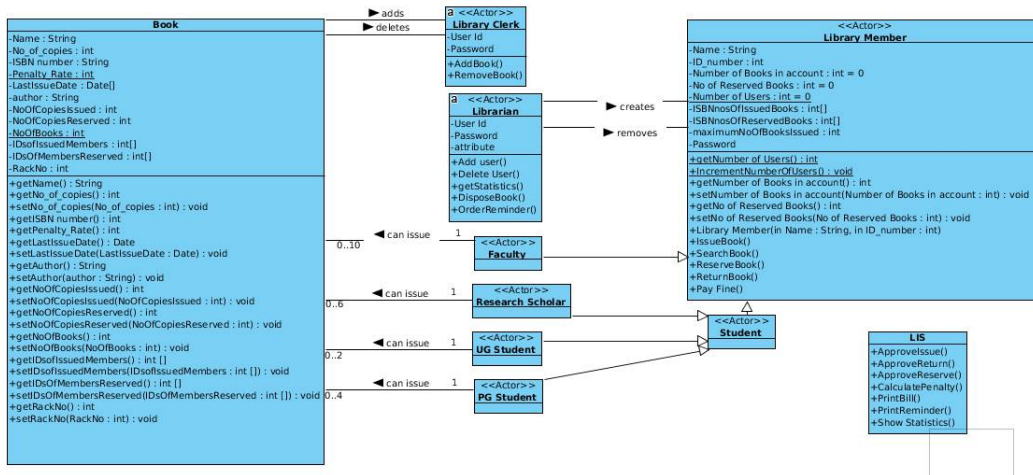 Book
-Name : String
-No_of_copies : int
-ISBN number : String
-Penalty_Rate : int
-LastIssueDate : Date[]
-author : String
-NoOfCopiesIssued : int
-NoOfCopiesReserved : int
-NoOfBooks : int
-IDsofIssuedMembers : int[]
-IDsOfMembersReserved : int[]
-RackNo : int
+getName() : String
+getNo_of_copies() : int
+setNo_of_copies(No_of_copies : int) : void
+getISBN number() : int
+getPenalty_Rate() : int
+getLastIssueDate() : Date
+setLastIssueDate(LastIssueDate : Date) : void
+getAuthor() : String
+setAuthor(author : String) : void
+getNoOfCopiesIssued() : int
+setNoOfCopiesIssued(NoOfCopiesIssued : int) : void
+getNoOfCopiesReserved() : int
+setNoOfCopiesReserved(NoOfCopiesReserved : int) : void
+getNoOfBooks() : int
+setNoOfBooks(NoOfBooks : int) : void
+getIDsofIssuedMembers() : int []
+setIDsofIssuedMembers(IDsofIssuedMembers : int []) : void
+getIDsOfMembersReserved() : int []
+setIDsOfMembersReserved(IDsOfMembersReserved : int []) : void
+getRackNo() : int
+setRackNo(RackNo : int) : void
adds
deletes
a <<Actor>>
Library Clerk
-User Id
-Password
+AddBook()
+RemoveBook()
a <<Actor>>
Librarian
-User Id
-Password
-attribute
+Add user()
+Delete User()
+getStatistics()
+DisposeBook()
+OrderReminder()
creates
removes
<<Actor>>
Library Member
-Name : String
-ID_number : int
-Number of Books in account : int = 0
-No of Reserved Books : int = 0
-Number of Users : int = 0
-ISBNnosOfIssuedBooks : int[]
-ISBNnosOfReservedBooks : int[]
-maximumNoOfBooksIssued : int
-Password
+getNumber of Users() : int
+IncrementNumberOfUsers() : void
+getNumber of Books in account() : int
+setNumber of Books in account(Number of Books in account : int) : void
+getNo of Reserved Books() : int
+setNo of Reserved Books(No of Reserved Books : int) : void
+Library Member(in Name : String, in ID_number : int)
+IssueBook()
+SearchBook()
+ReserveBook()
+ReturnBook()
+Pay Fine()
0..10 can issue 1
<<Actor>>
Faculty
0..6 can issue 1
<<Actor>>
Research Scholar
0..2 can issue 1
<<Actor>>
UG Student
0..4 can issue 1
<<Actor>>
PG Student
<<Actor>>
Student
LIS
+ApproveIssue()
+ApproveReturn()
+ApproveReserve()
+CalculatePenalty()
+PrintBill()
+PrintReminder()
+Show Statistics()